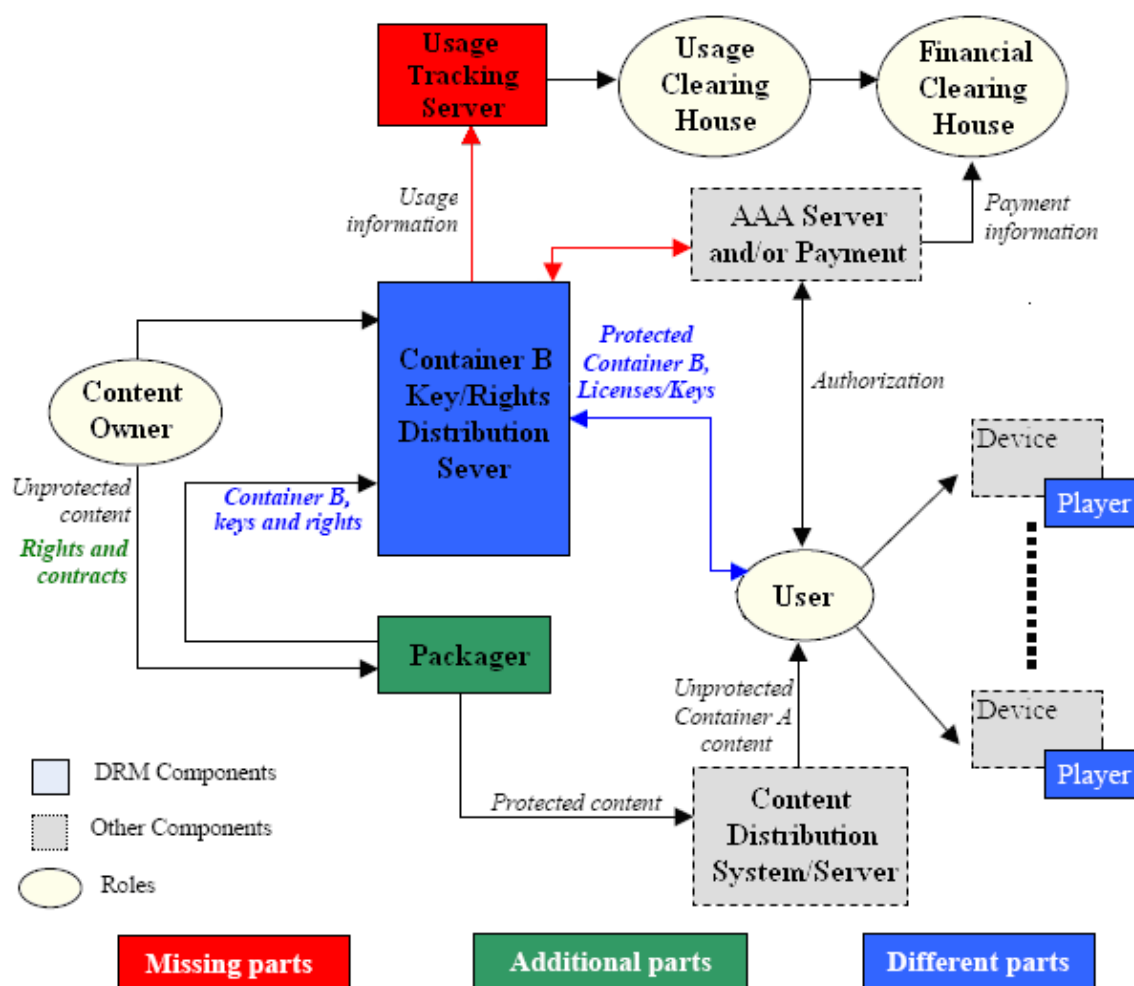 Usage
Tracking
Server
Usage
Clearing
House
Financial
Clearing
House
Usage
information
AAA Server
and/or Payment
Payment
information
Container B
Key/Rights
Distribution
Sever
Protected
Container B,
Licenses/Keys
Authorization
Content
Owner
Unprotected
content
Rights and
contracts
Container B,
keys and rights
Device
Player
User
Packager
Unprotected
Container A
content
Device
Player
Protected content
Content
Distribution
System/Server
DRM Components
Other Components
Roles
Missing parts
Additional parts
Different parts